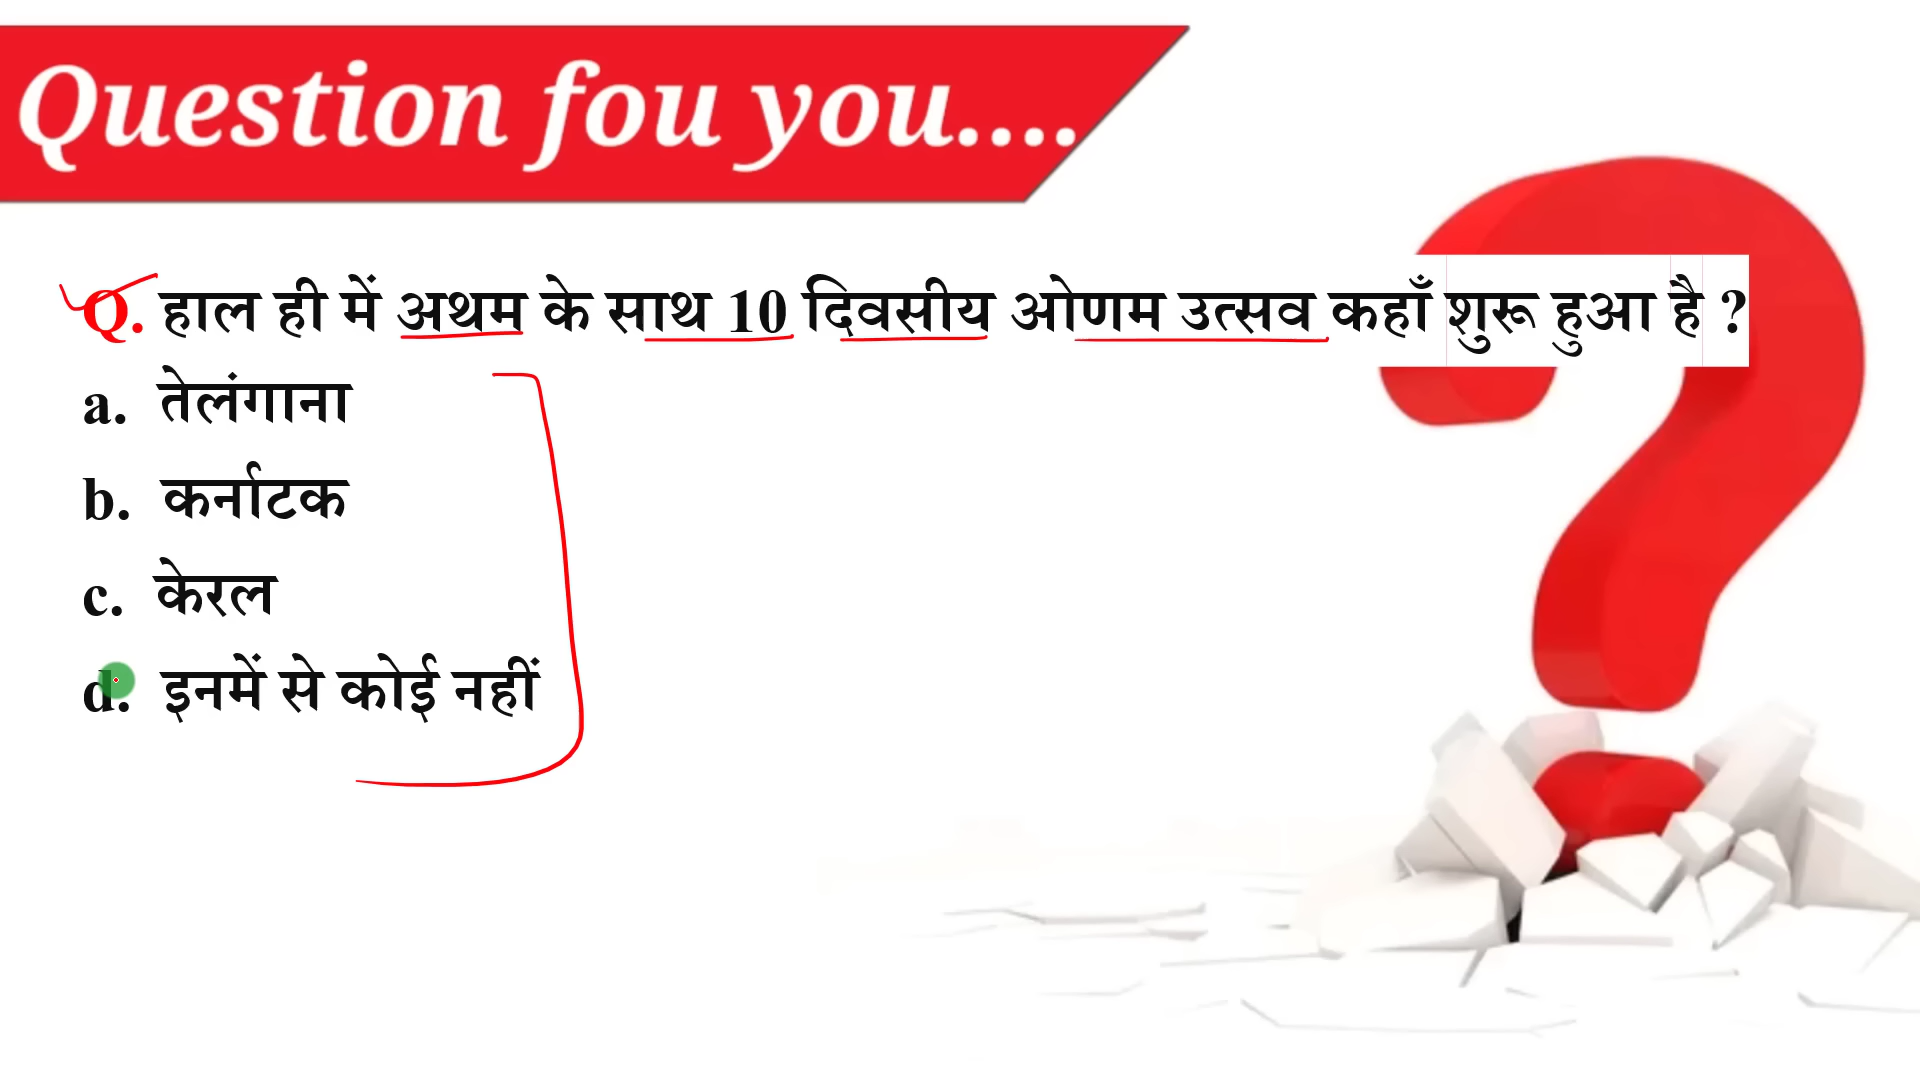 Question fou you....
Q. हाल ही में अथम के साथ 10 दिवसीय ओणम उत्सव कहाँ शुरू हुआ है ?
a. तेलंगाना
b. कर्नाटक
c. केरल
d. इनमें से कोई नहीं